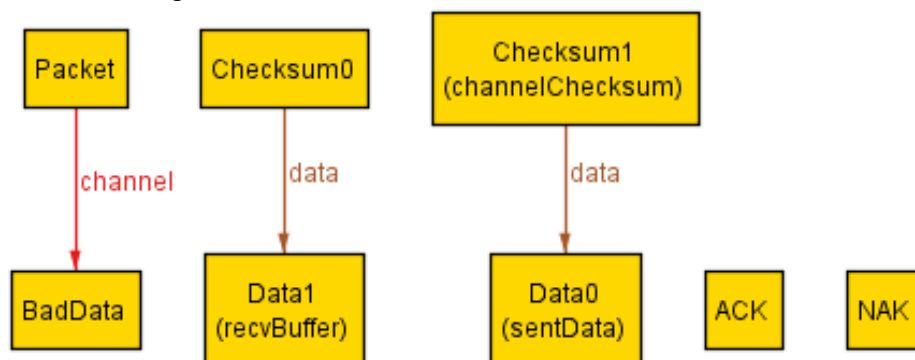 Packet
Checksum0
Checksum1
(channelChecksum)
channel
data
data
BadData
Data1
(recvBuffer)
Data0
(sentData)
ACK
NAK